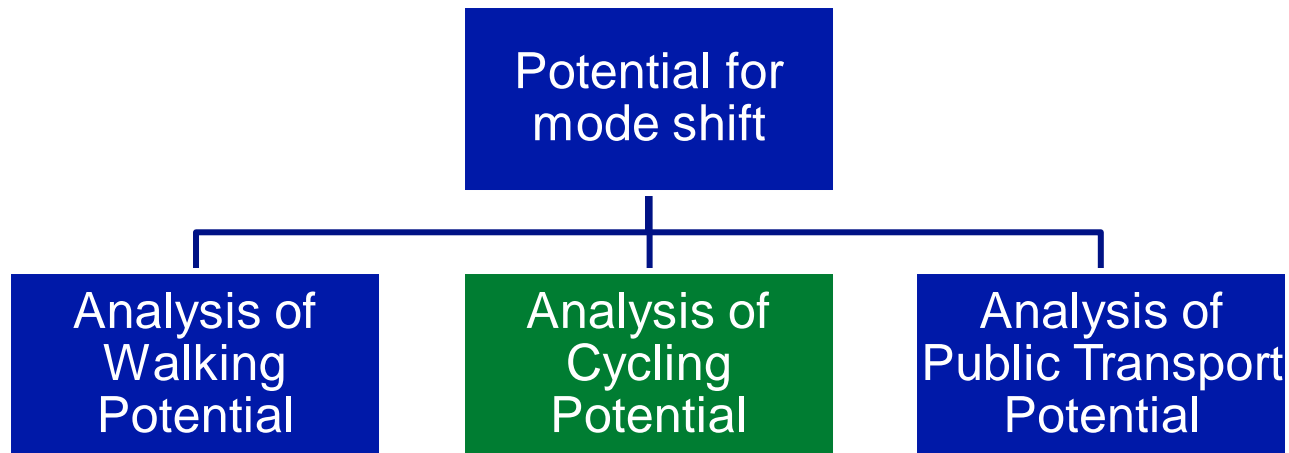 Potential for
mode shift
Analysis of
Walking
Potential
Analysis of
Cycling
Potential
Analysis of
Public Transport
Potential